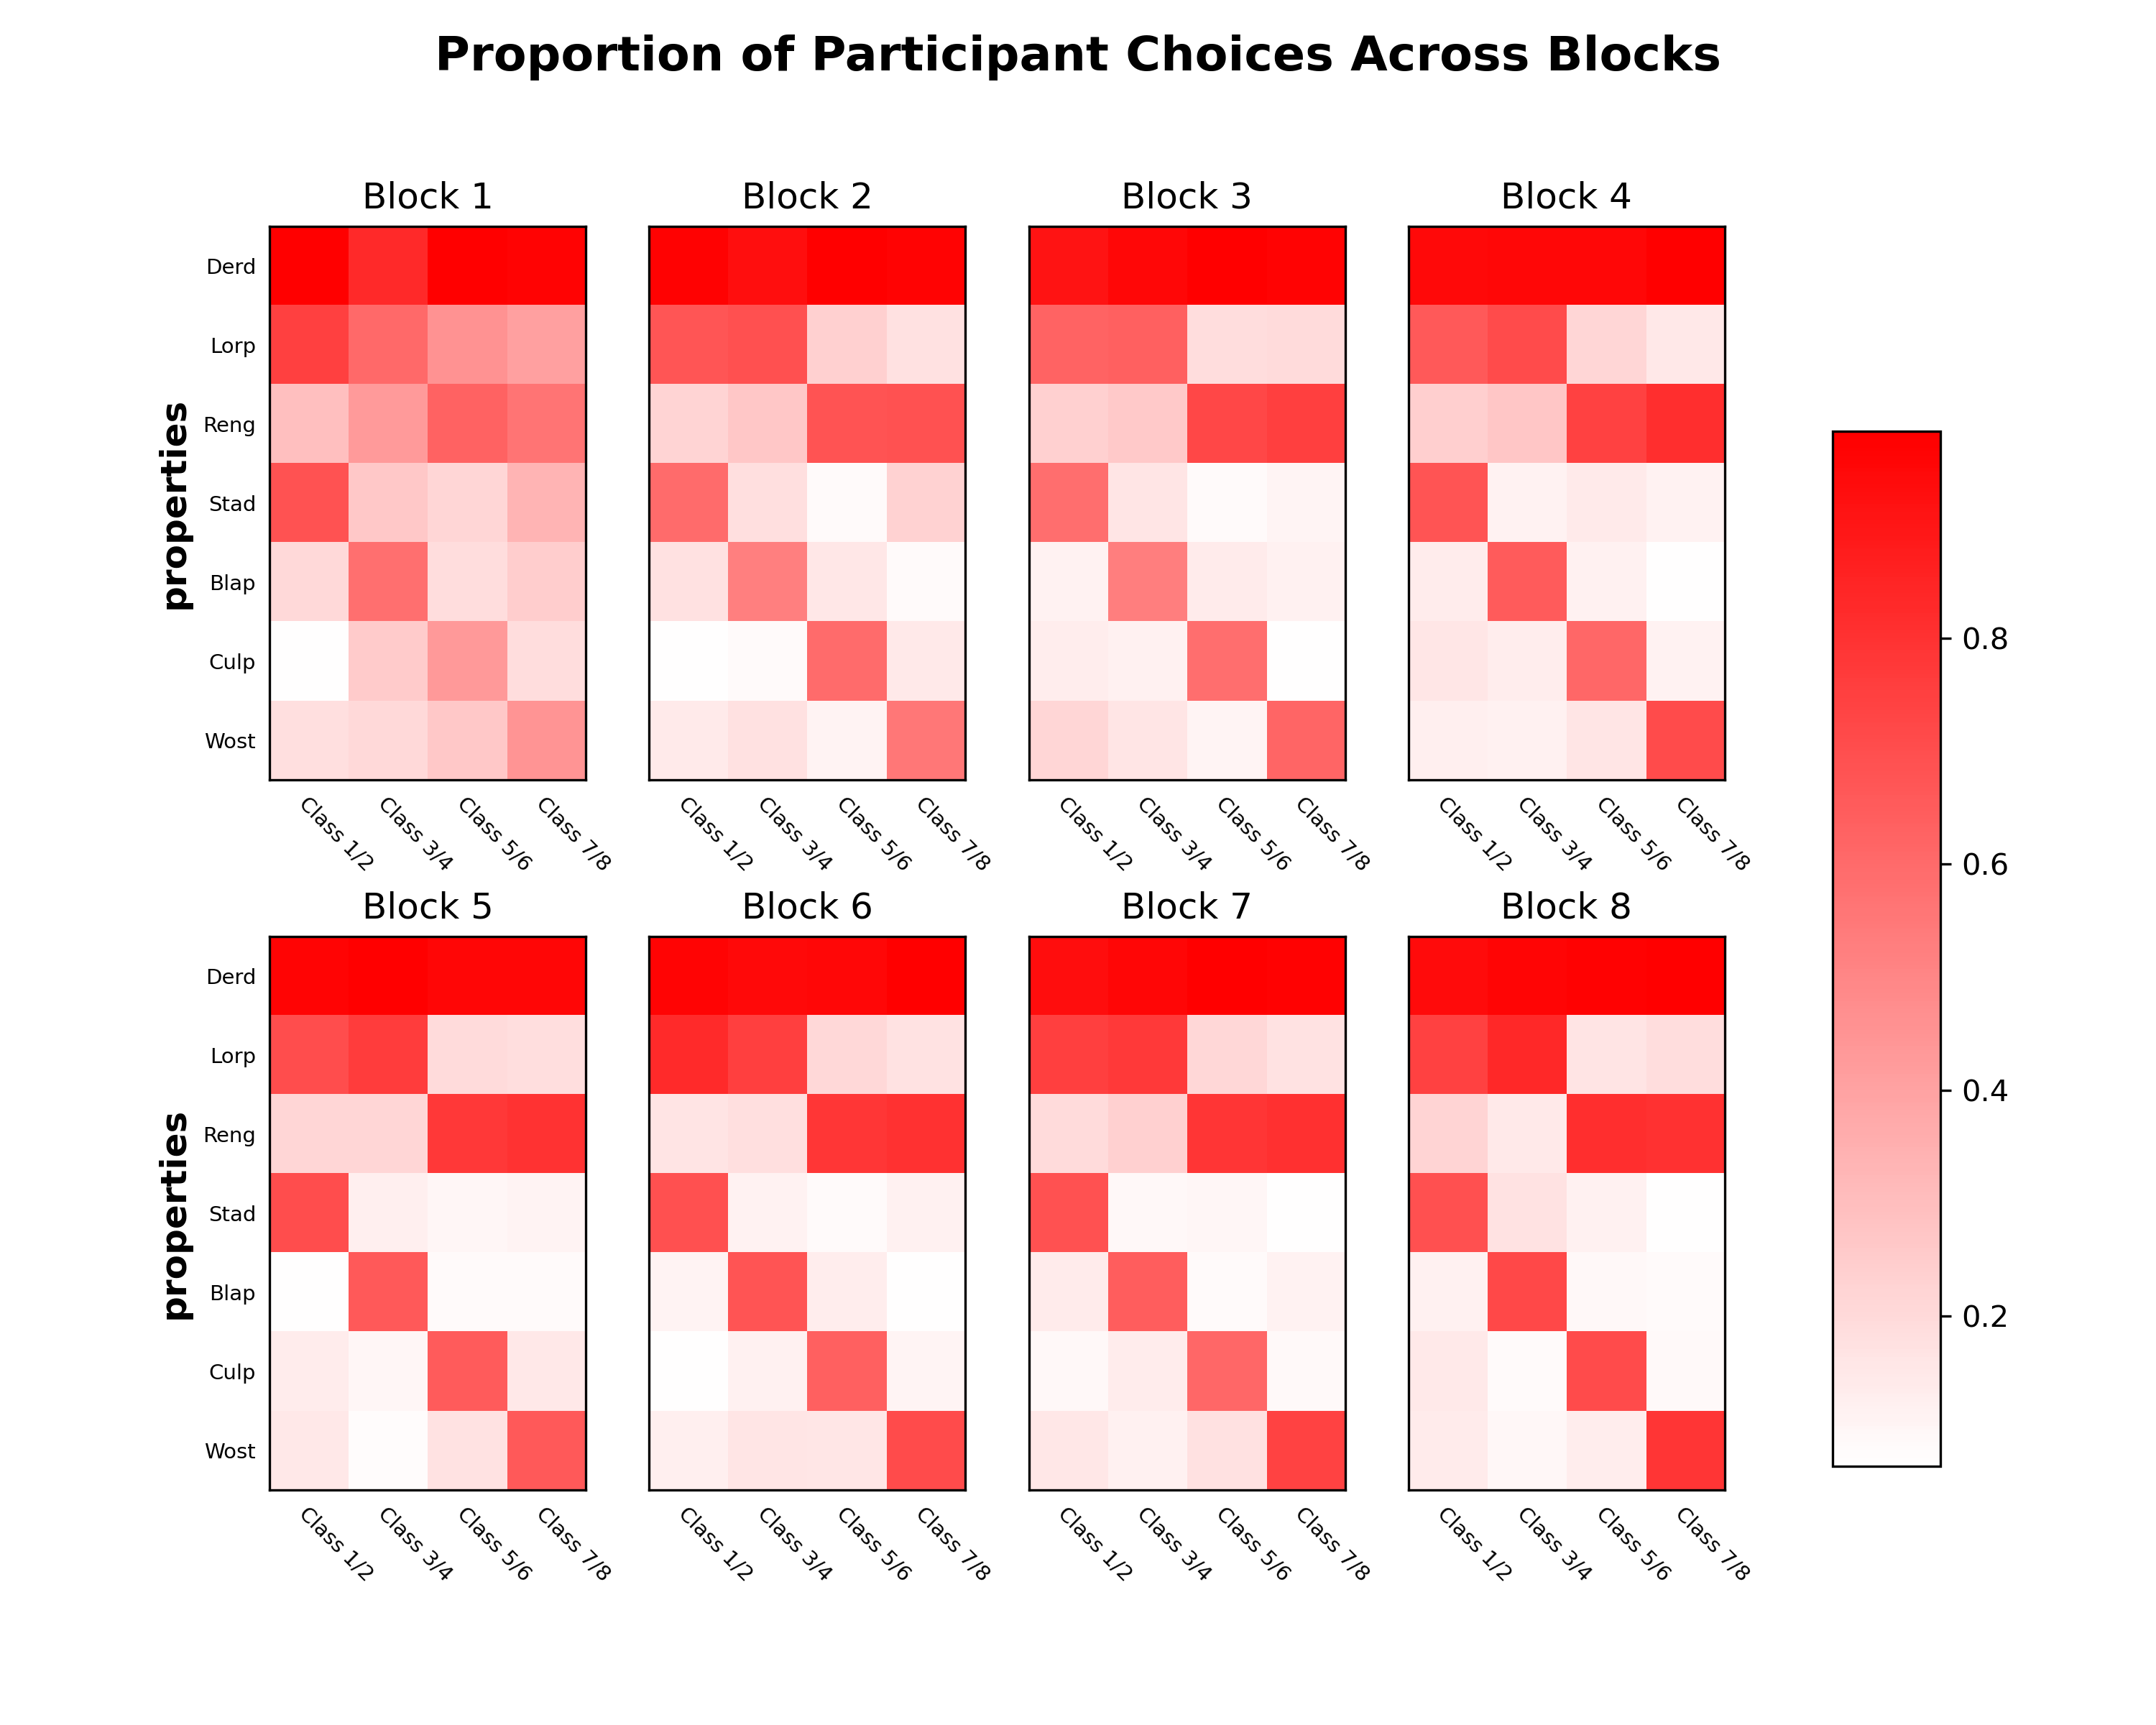 Proportion of Participant Choices Across Blocks
Block 1
Block 2
Block 3
Block 4
properties
Derd
Lorp
Reng
Stad
Blap
Culp
Wost
Class 1/2
Class 3/4
Class 5/6
Class 7/8
Class 1/2
Class 3/4
Class 5/6
Class 7/8
Class 1/2
Class 3/4
Class 5/6
Class 7/8
Class 1/2
Class 3/4
Class 5/6
Class 7/8
Block 5
Block 6
Block 7
Block 8
properties
Derd
Lorp
Reng
Stad
Blap
Culp
Wost
Class 1/2
Class 3/4
Class 5/6
Class 7/8
Class 1/2
Class 3/4
Class 5/6
Class 7/8
Class 1/2
Class 3/4
Class 5/6
Class 7/8
Class 1/2
Class 3/4
Class 5/6
Class 7/8
0.8
0.6
0.4
0.2